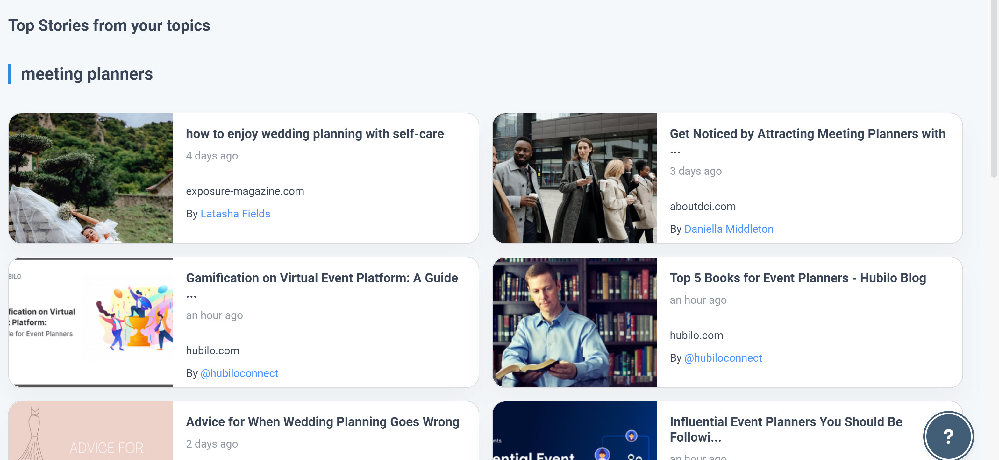 Top Stories from your topics
meeting planners
how to enjoy wedding planning with self-care
4 days ago
exposure-magazine.com
By Latasha Fields
Get Noticed by Attracting Meeting Planners with
...
3 days ago
aboutdci.com
By Daniella Middleton
BILO
fication on Virtual
t Platform:
le for Event Planners
Gamification on Virtual Event Platform: A Guide
...
an hour ago
hubilo.com
By @hubiloconnect
Top 5 Books for Event Planners - Hubilo Blog
an hour ago
hubilo.com
By @hubiloconnect
ADVICE FOR
Advice for When Wedding Planning Goes Wrong
2 days ago
nts
ential Event
Influential Event Planners You Should Be
Followi...
an hour ago
?